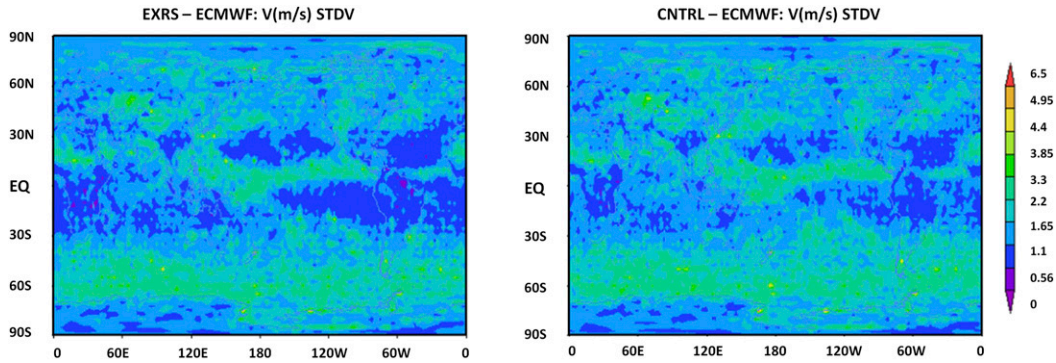 EXRS – ECMWF: V(m/s) STDV
CNTRL – ECMWF: V(m/s) STDV
90N
60N
30N
EQ
30S
60S
90S
0 60E 120E 180 120W 60W 0
90N
60N
30N
EQ
30S
60S
90S
0 60E 120E 180 120W 60W 0
6.5
4.95
4.4
3.85
3.3
2.2
1.65
1.1
0.56
0